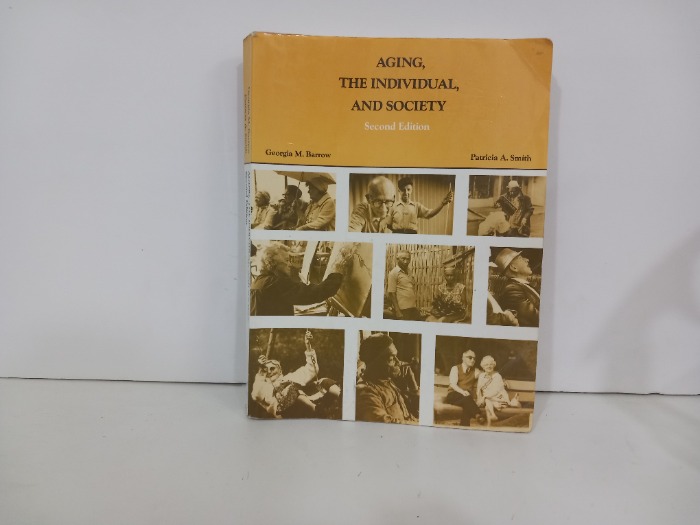 AGING,
THE INDIVIDUAL,
AND SOCIETY
Second Edition
Georgia M. Barrow
Patricia A. Smith